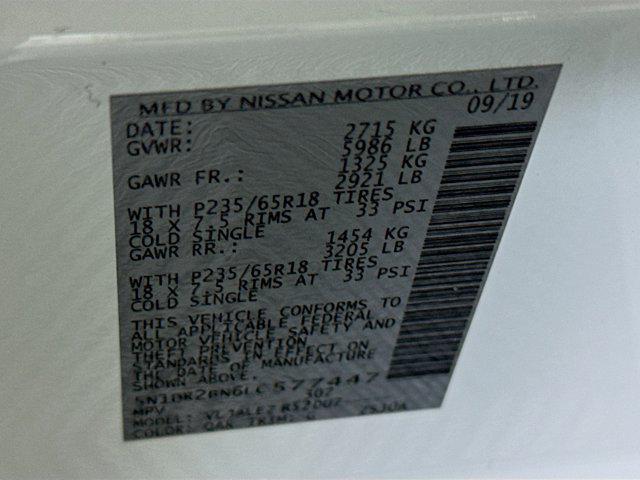 MFD BY NISSAN MOTOR CO., LTD.
DATE: 09/19
GVWR: 2715 KG
5986 LB
GAWR FR.: 1325 KG
2921 LB
WITH P235/65R18 TIRES
18 X 7.5 RIMS AT 33 PSI
COLD SINGLE
GAWR RR.: 1454 KG
3205 LB
WITH P235/65R18 TIRES
18 X 7.5 RIMS AT 33 PSI
COLD SINGLE
THIS VEHICLE CONFORMS TO
ALL APPLICABLE FEDERAL
MOTOR VEHICLE SAFETY AND
THEFT PREVENTION
STANDARDS IN EFFECT ON
THE DATE OF MANUFACTURE
SHOWN ABOVE.
577447
MPV
MODEL:
COLOR: TRIM: G